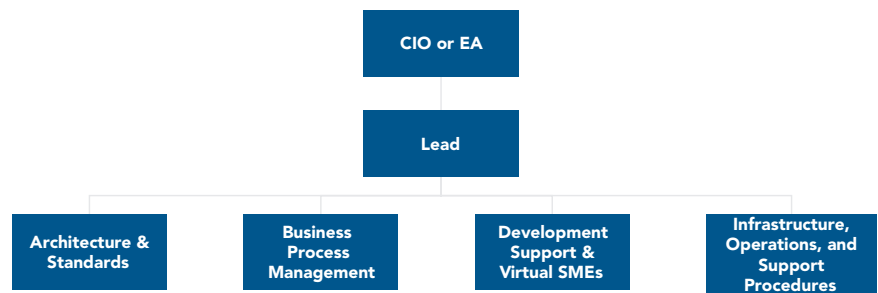 CIO or EA
Lead
Architecture &
Standards
Business
Process
Management
Development
Support &
Virtual SMEs
Infrastructure,
Operations, and
Support
Procedures